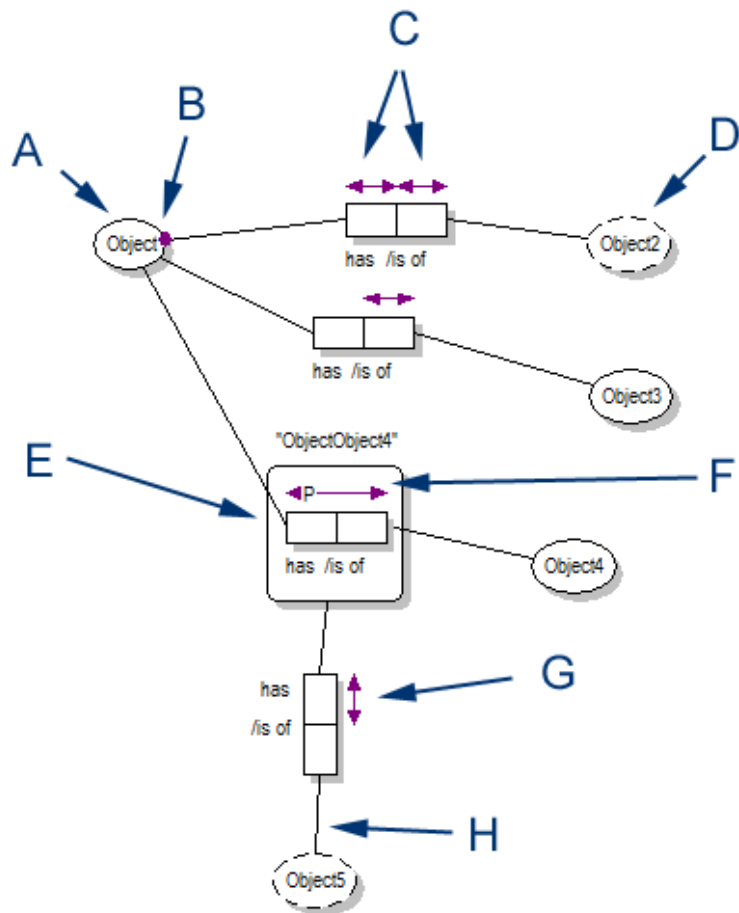 C
B
A
D
Object
Object2
has /is of
has /is of
Object3
"ObjectObject4"
E
F
P
has /is of
Object4
has
/is of
G
H
Object5